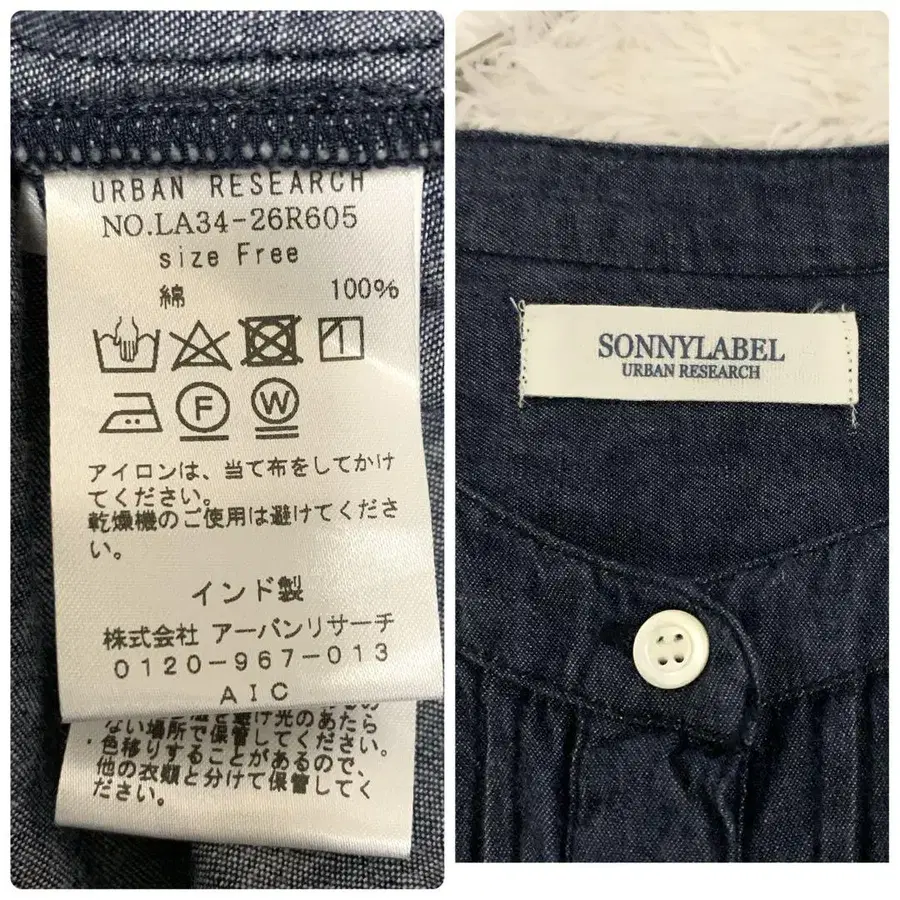 URBAN RESEARCH
NO.LA34-26R605
size Free
綿 100%
F W
アイロンは、当て布をしてかけ
てください。
乾燥機のご使用は避けてくださ
い。
インド製
株式会社 アーバンリサーチ
0120-967-013
AIC
ない場所で保管してください。
色移りすることがあるので、
他の衣類と分けて保管してく
ださい。
SONNYLABEL
URBAN RESEARCH